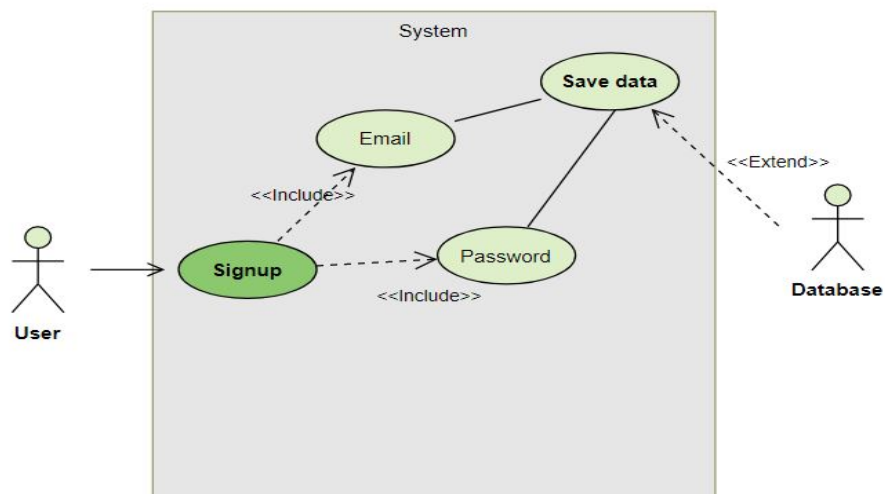 System
Save data
Email
<<Extend>>
<<Include>>
Signup
Password
<<Include>>
User
Database